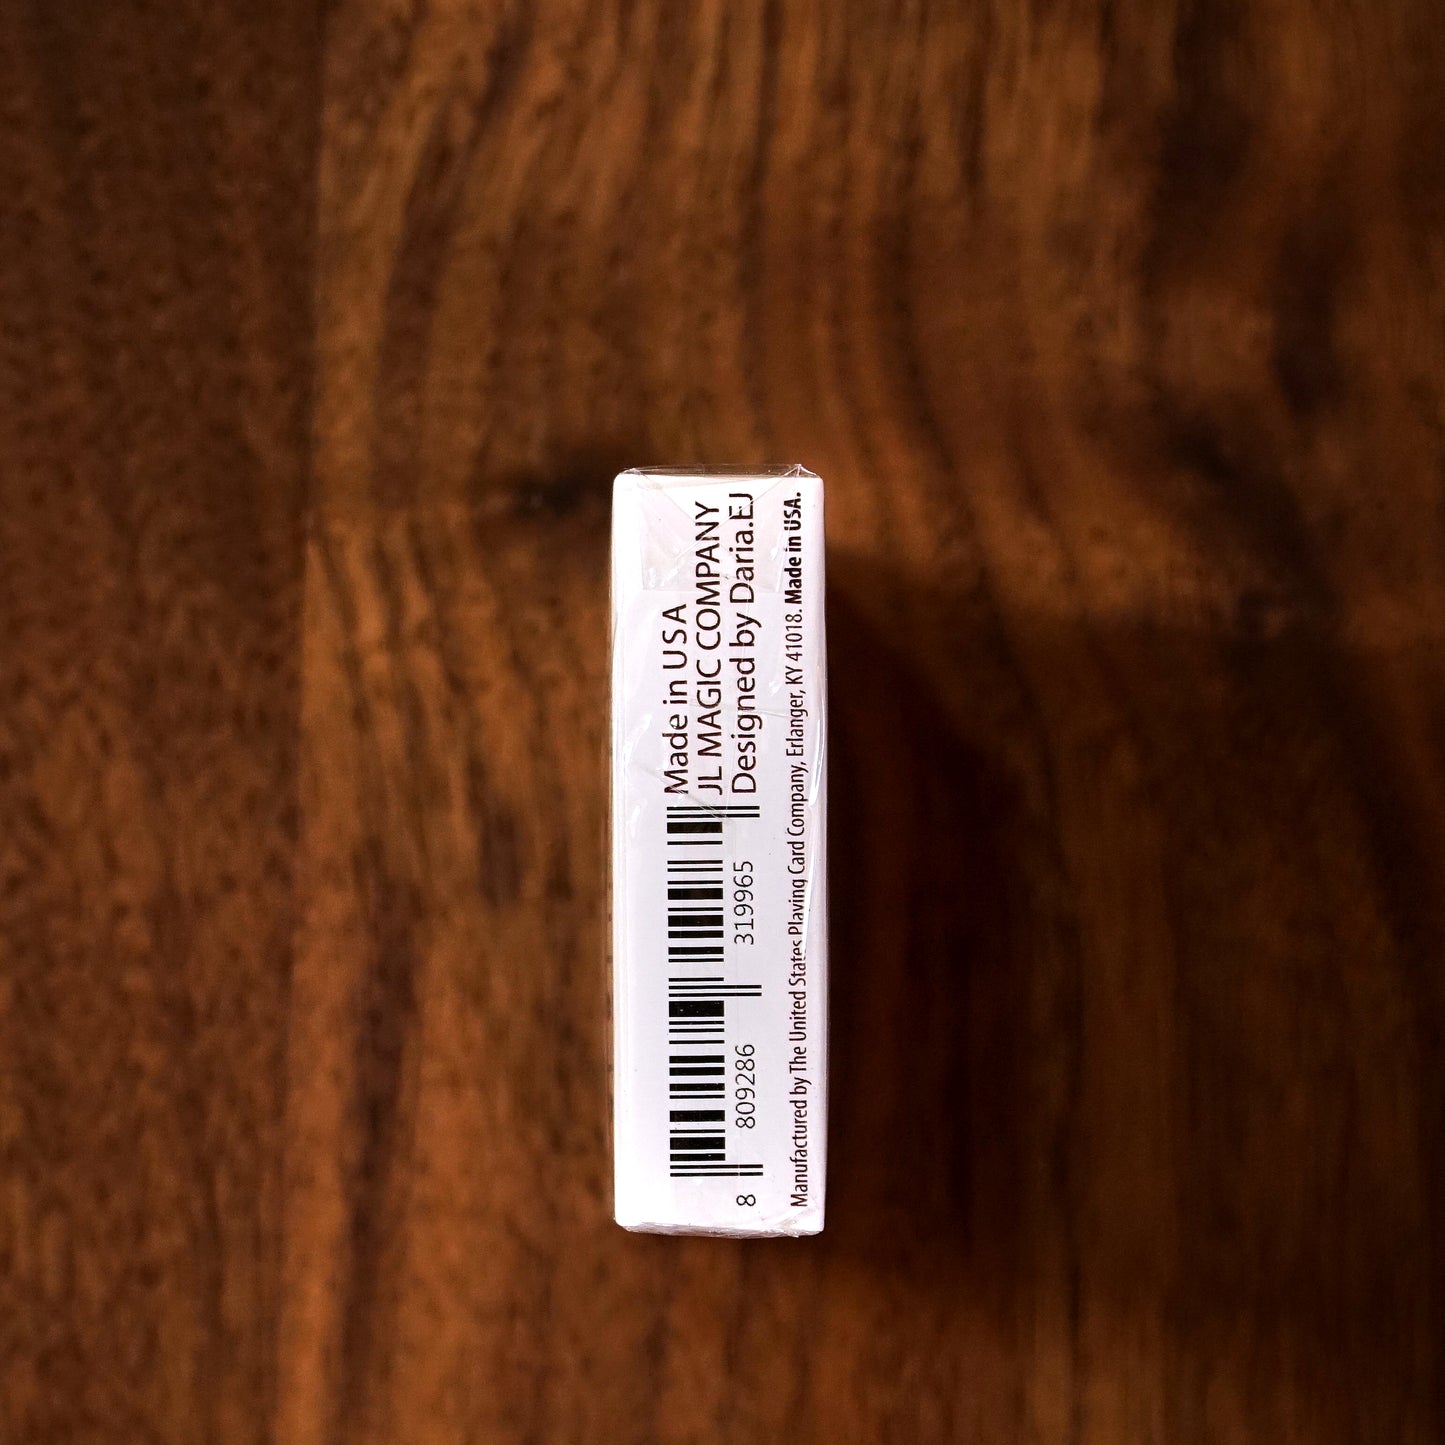 Made in USA
JL MAGIC COMPANY
Designed by Daria.EJ
8 809286 319965
Manufactured by The United States Playing Card Company, Erlanger, KY 41018. Made in USA.